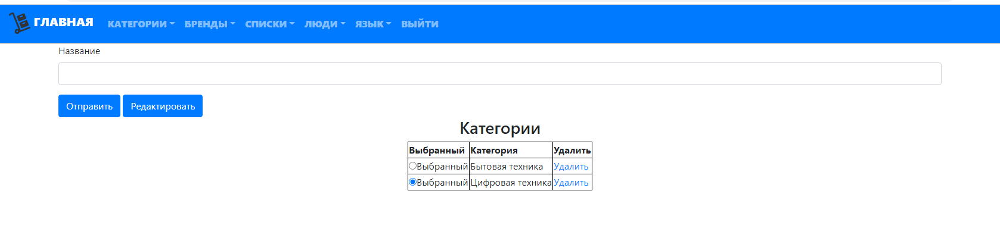 ГЛАВНАЯ КАТЕГОРИИ БРЕНДЫ СПИСКИ ЛЮДИ ЯЗЫК ВЫЙТИ
Название
Отправить Редактировать
Категории
Выбранный Категория Удалить
Выбранный Бытовая техника Удалить
Выбранный Цифровая техника Удалить